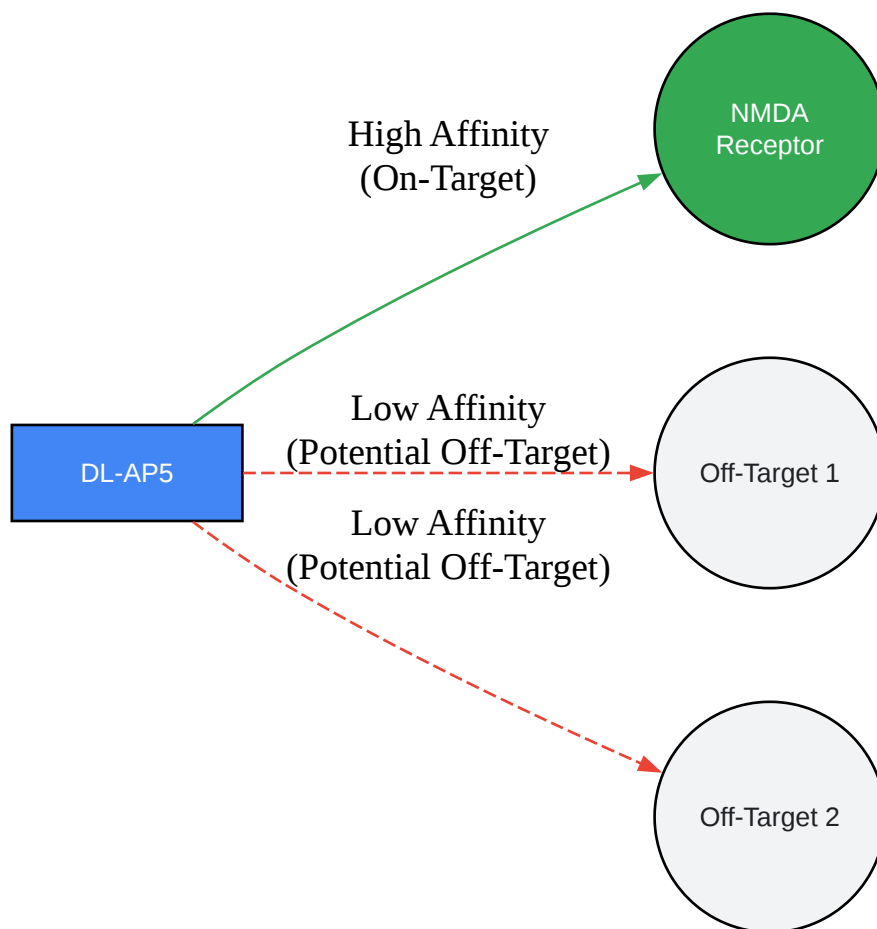 NMDA
Receptor
High Affinity
(On-Target)
Low Affinity
(Potential Off-Target)
DL-AP5
Off-Target 1
Low Affinity
(Potential Off-Target)
Off-Target 2